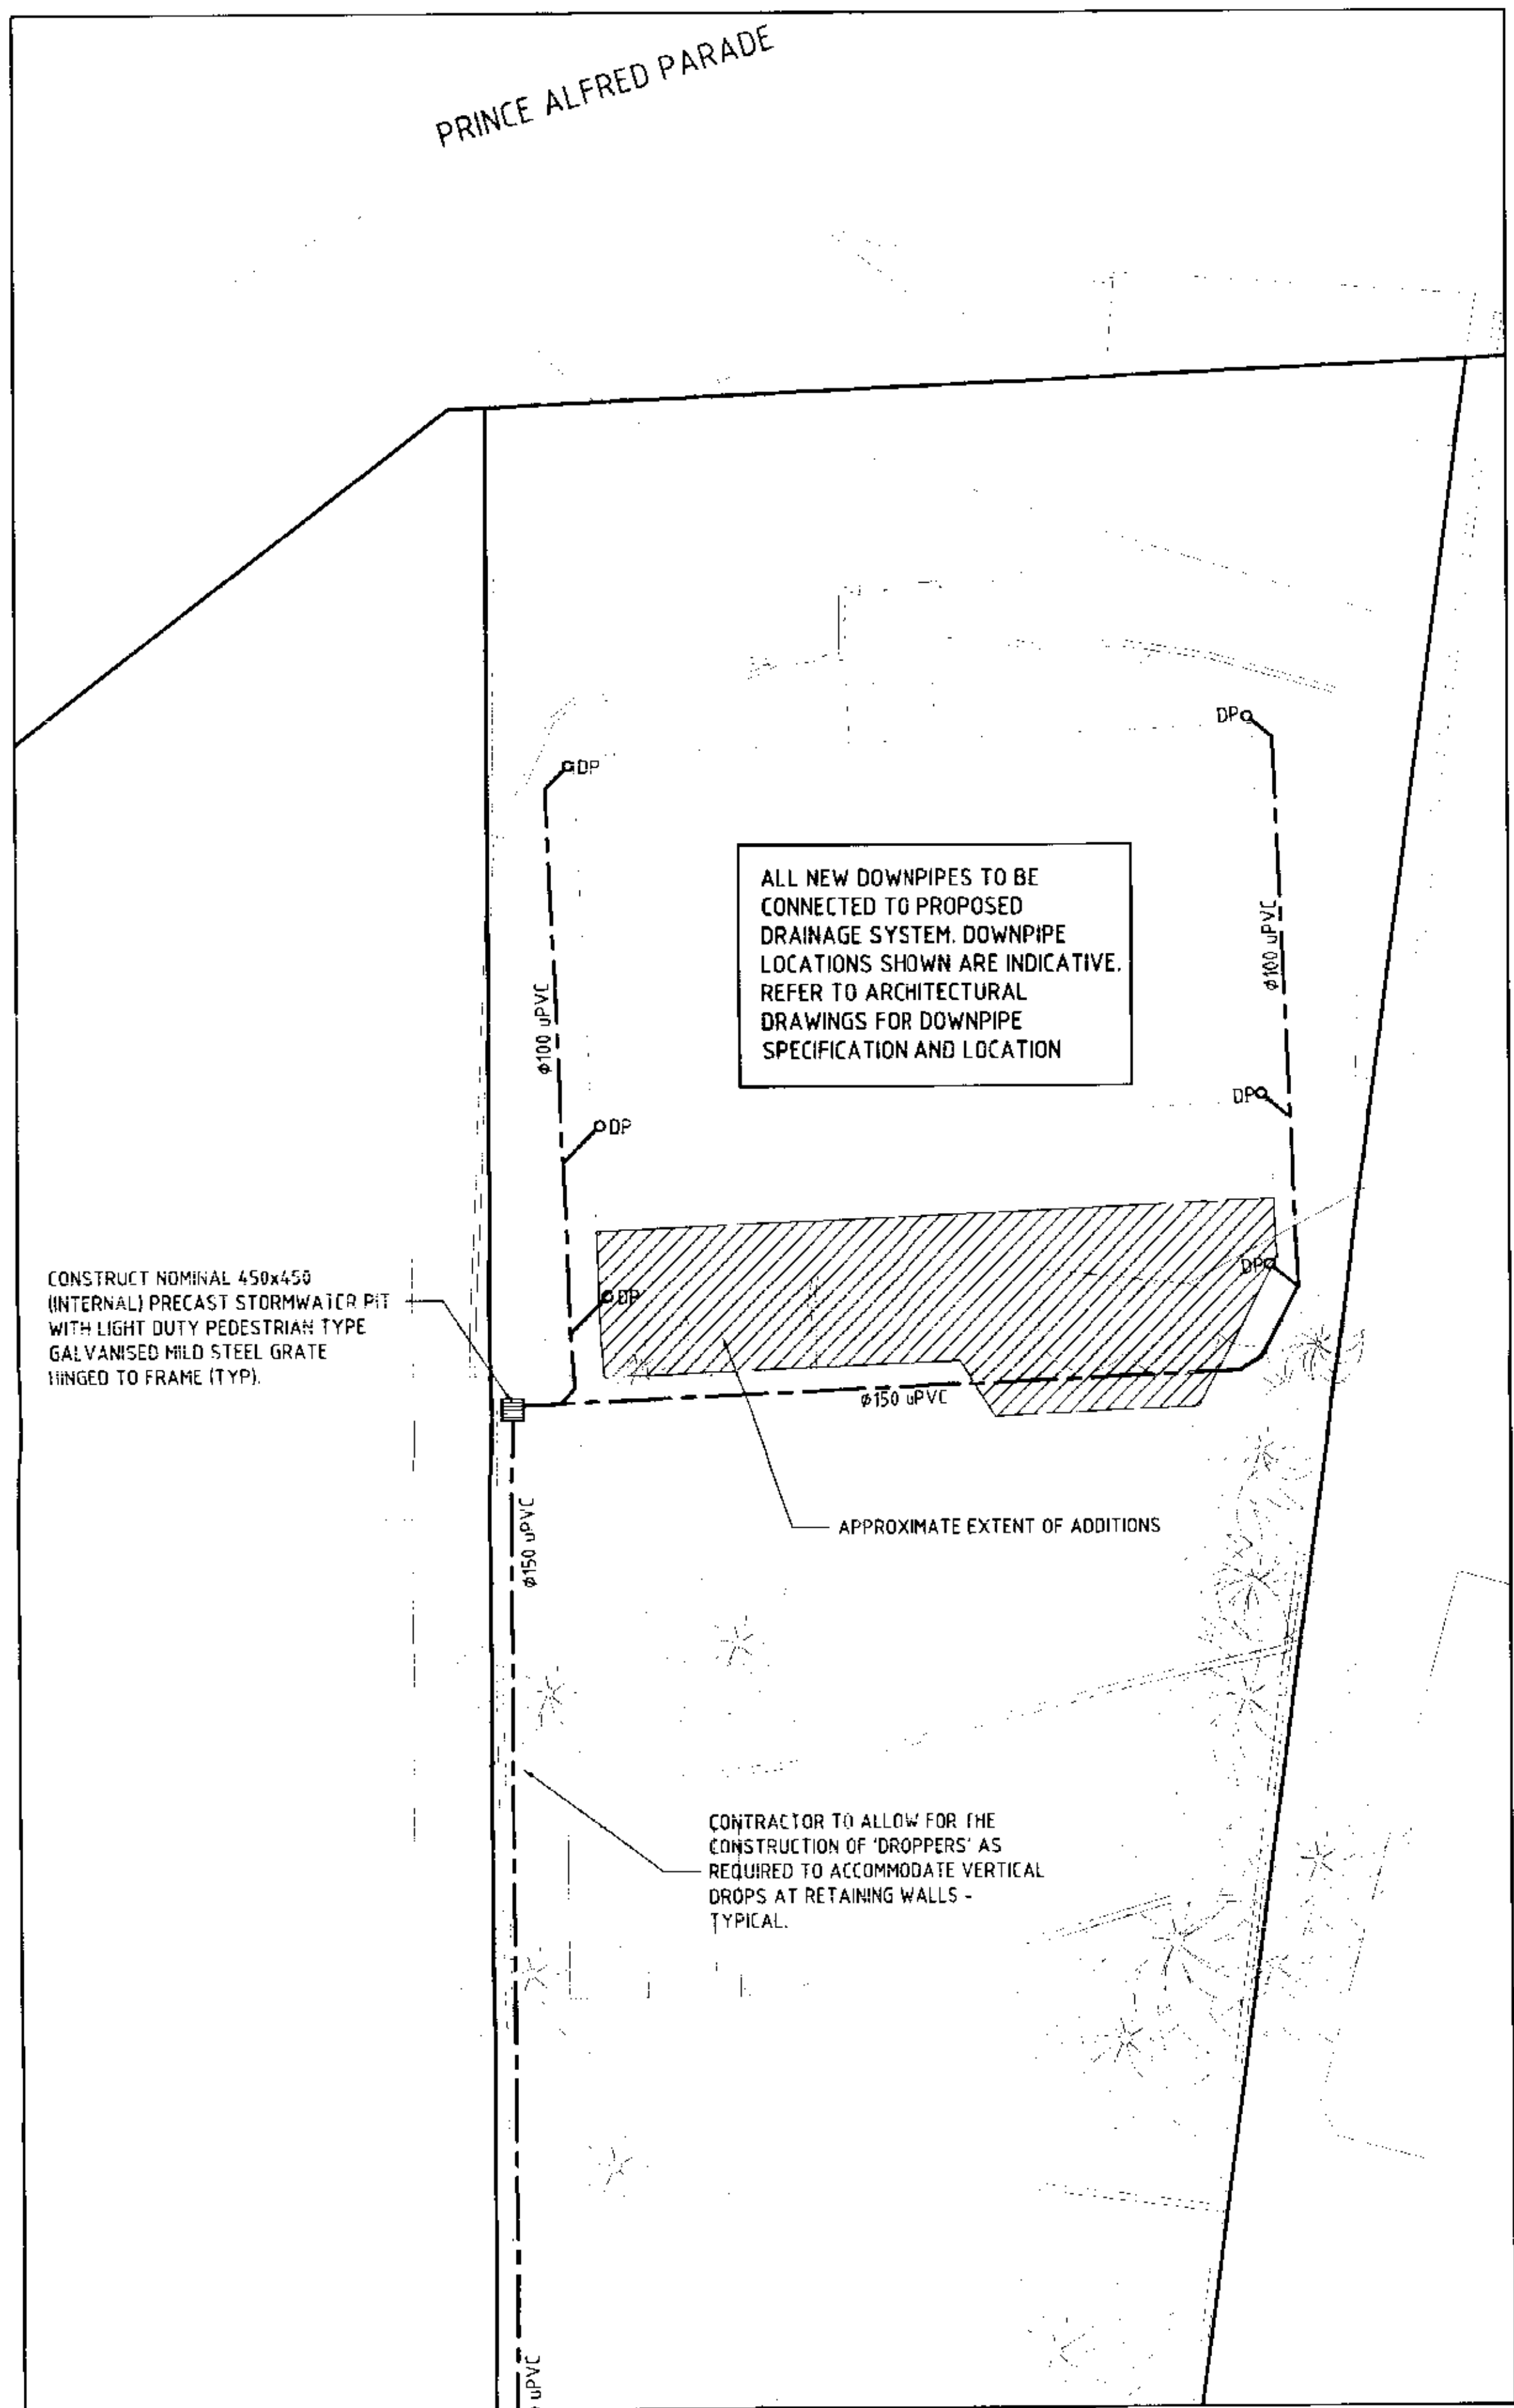 PRINCE ALFRED PARADE
DP
DP
ALL NEW DOWNPIPES TO BE
CONNECTED TO PROPOSED
DRAINAGE SYSTEM. DOWNPIPE
LOCATIONS SHOWN ARE INDICATIVE.
REFER TO ARCHITECTURAL
DRAWINGS FOR DOWNPIPE
SPECIFICATION AND LOCATION
ø100 uPVC
ø100 uPVC
DP
DP
DP
DP
CONSTRUCT NOMINAL 450x450
(INTERNAL) PRECAST STORMWATER PIT
WITH LIGHT DUTY PEDESTRIAN TYPE
GALVANISED MILD STEEL GRATE
HINGED TO FRAME (TYP).
ø150 uPVC
APPROXIMATE EXTENT OF ADDITIONS
ø150 uPVC
CONTRACTOR TO ALLOW FOR THE
CONSTRUCTION OF 'DROPPERS' AS
REQUIRED TO ACCOMMODATE VERTICAL
DROPS AT RETAINING WALLS -
TYPICAL.
uPVC